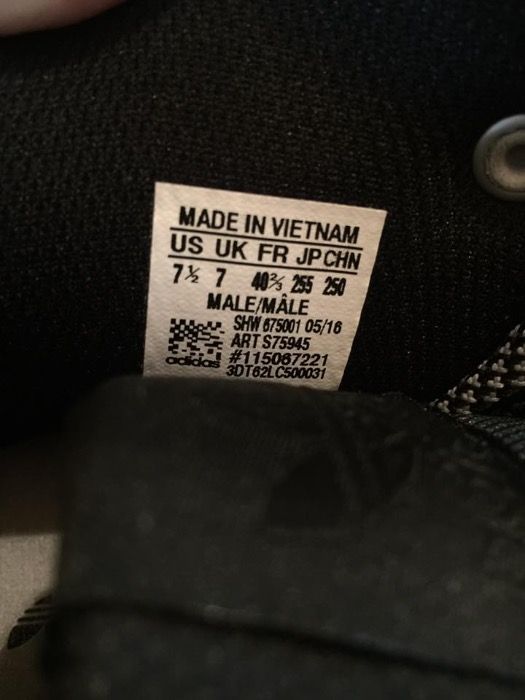 MADE IN VIETNAM
US UK FR JP CHN
7½ 7 40⅔ 255 250
MALE/MÂLE
SHW 675001 05/16
ART S75945
#115067221
adidas
3DT62LC500031